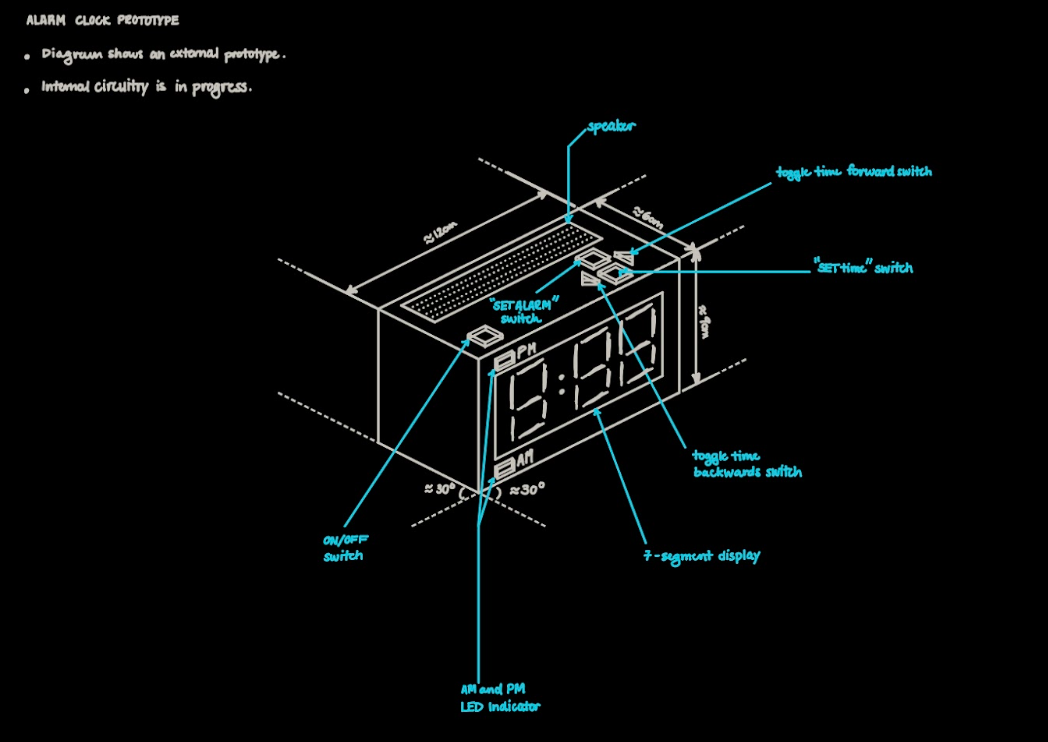 ALARM CLOCK PROTOTYPE
• Diagram shows an external prototype.
• Internal circuitry is in progress.
speaker
toggle time forward switch
≈12cm
≈6cm
"SET time" switch
"SET ALARM"
switch
≈9cm
PM
AM
toggle time
backwards switch
≈30°
≈30°
ON/OFF
switch
7-segment display
AM and PM
LED Indicator